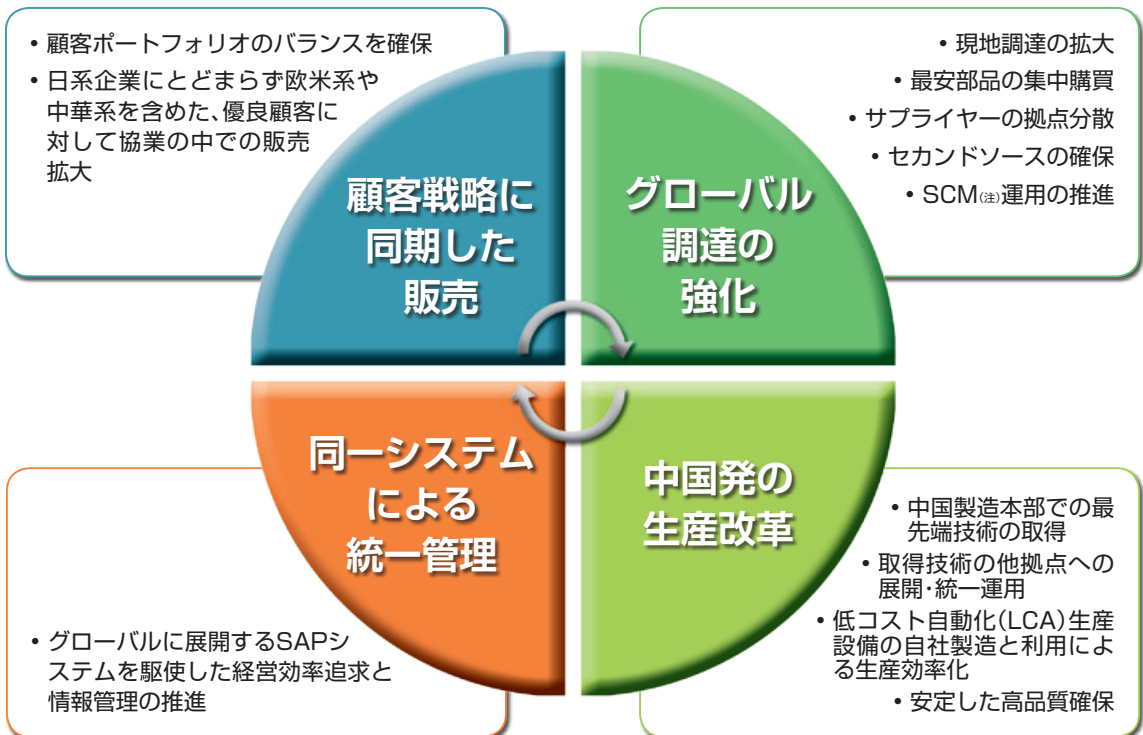 • 顧客ポートフォリオのバランスを確保
• 日系企業にとどまらず欧米系や
中華系を含めた、優良顧客に
対して協業の中での販売
拡大
顧客戦略に
同期した
販売
• 現地調達の拡大
• 最安部品の集中購買
• サプライヤーの拠点分散
• セカンドソースの確保
• SCM(注)運用の推進
グローバル
調達の
強化
同一システム
による
統一管理
• グローバルに展開するSAPシ
ステムを駆使した経営効率追求と
情報管理の推進
中国発の
生産改革
• 中国製造本部での最
先端技術の取得
• 取得技術の他拠点への
展開・統一運用
• 低コスト自動化(LCA)生産
設備の自社製造と利用によ
る生産効率化
• 安定した高品質確保